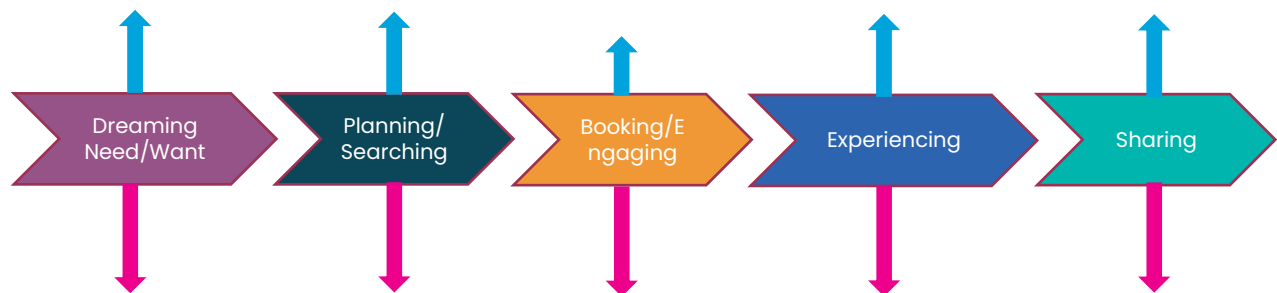 Dreaming
Need/Want
Planning/
Searching
Booking/E
ngaging
Experiencing
Sharing